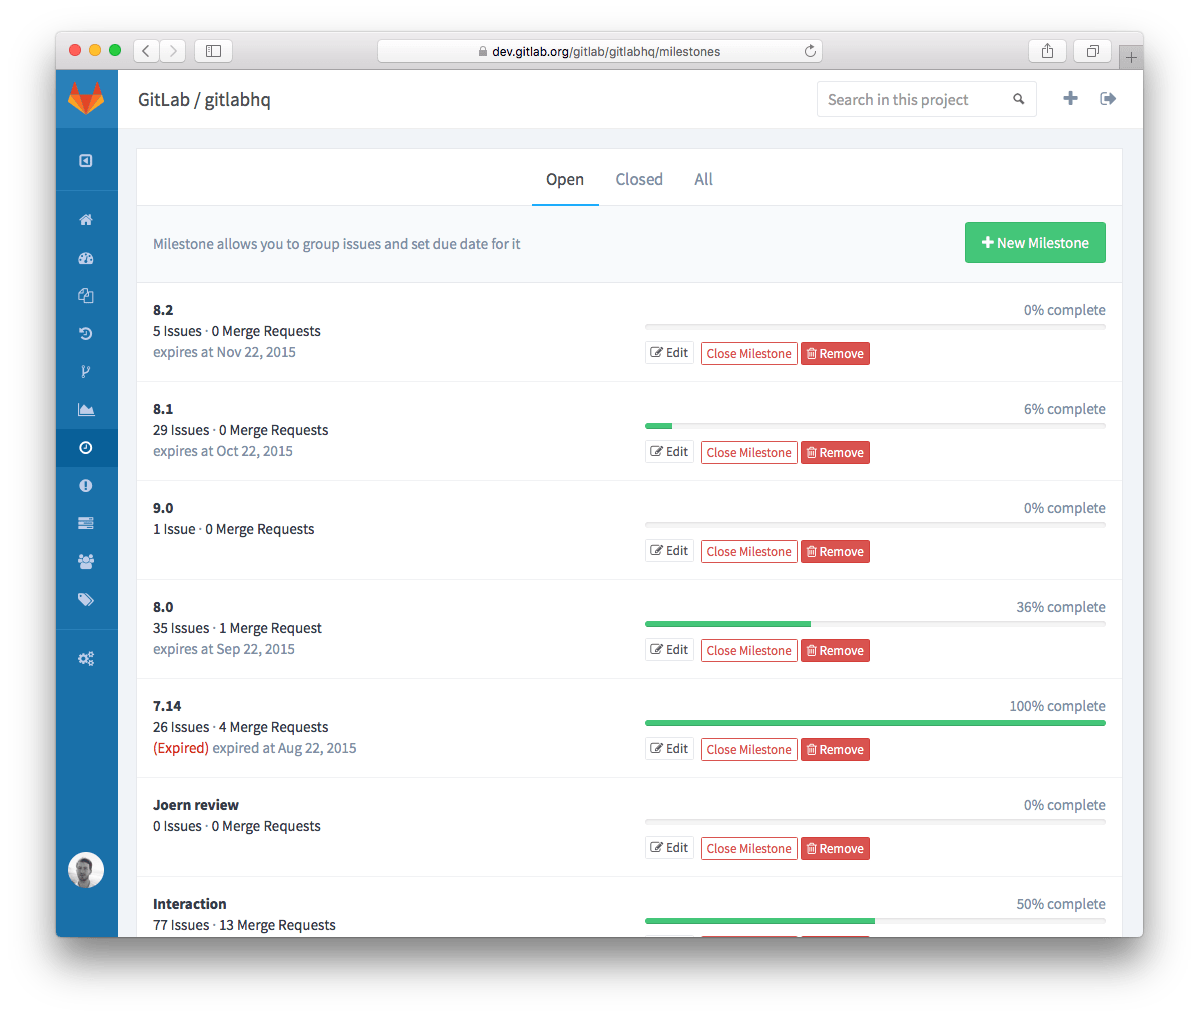 dev.gitlab.org/gitlab/gitlabhq/milestones
GitLab / gitlabhq
Search in this project
Open Closed All
Milestone allows you to group issues and set due date for it
New Milestone
8.2
0% complete
5 Issues · 0 Merge Requests
expires at Nov 22, 2015
Edit Close Milestone Remove
8.1
6% complete
29 Issues · 0 Merge Requests
expires at Oct 22, 2015
Edit Close Milestone Remove
9.0
0% complete
1 Issue · 0 Merge Requests
Edit Close Milestone Remove
8.0
36% complete
35 Issues · 1 Merge Request
expires at Sep 22, 2015
Edit Close Milestone Remove
7.14
100% complete
26 Issues · 4 Merge Requests
(Expired) expired at Aug 22, 2015
Edit Close Milestone Remove
Joern review
0% complete
0 Issues · 0 Merge Requests
Edit Close Milestone Remove
Interaction
50% complete
77 Issues · 13 Merge Requests